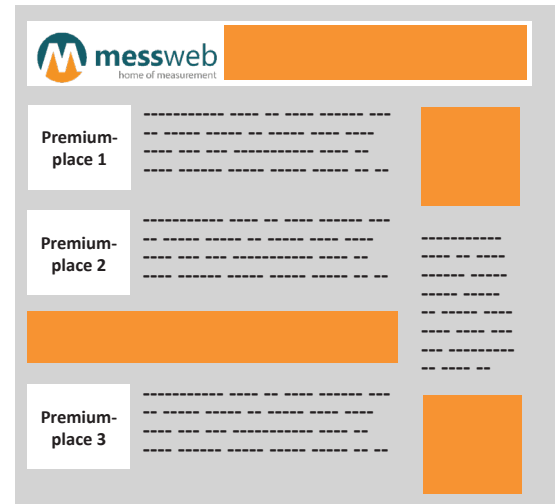 messweb
home of measurement
Premium-
place 1
Premium-
place 2
Premium-
place 3